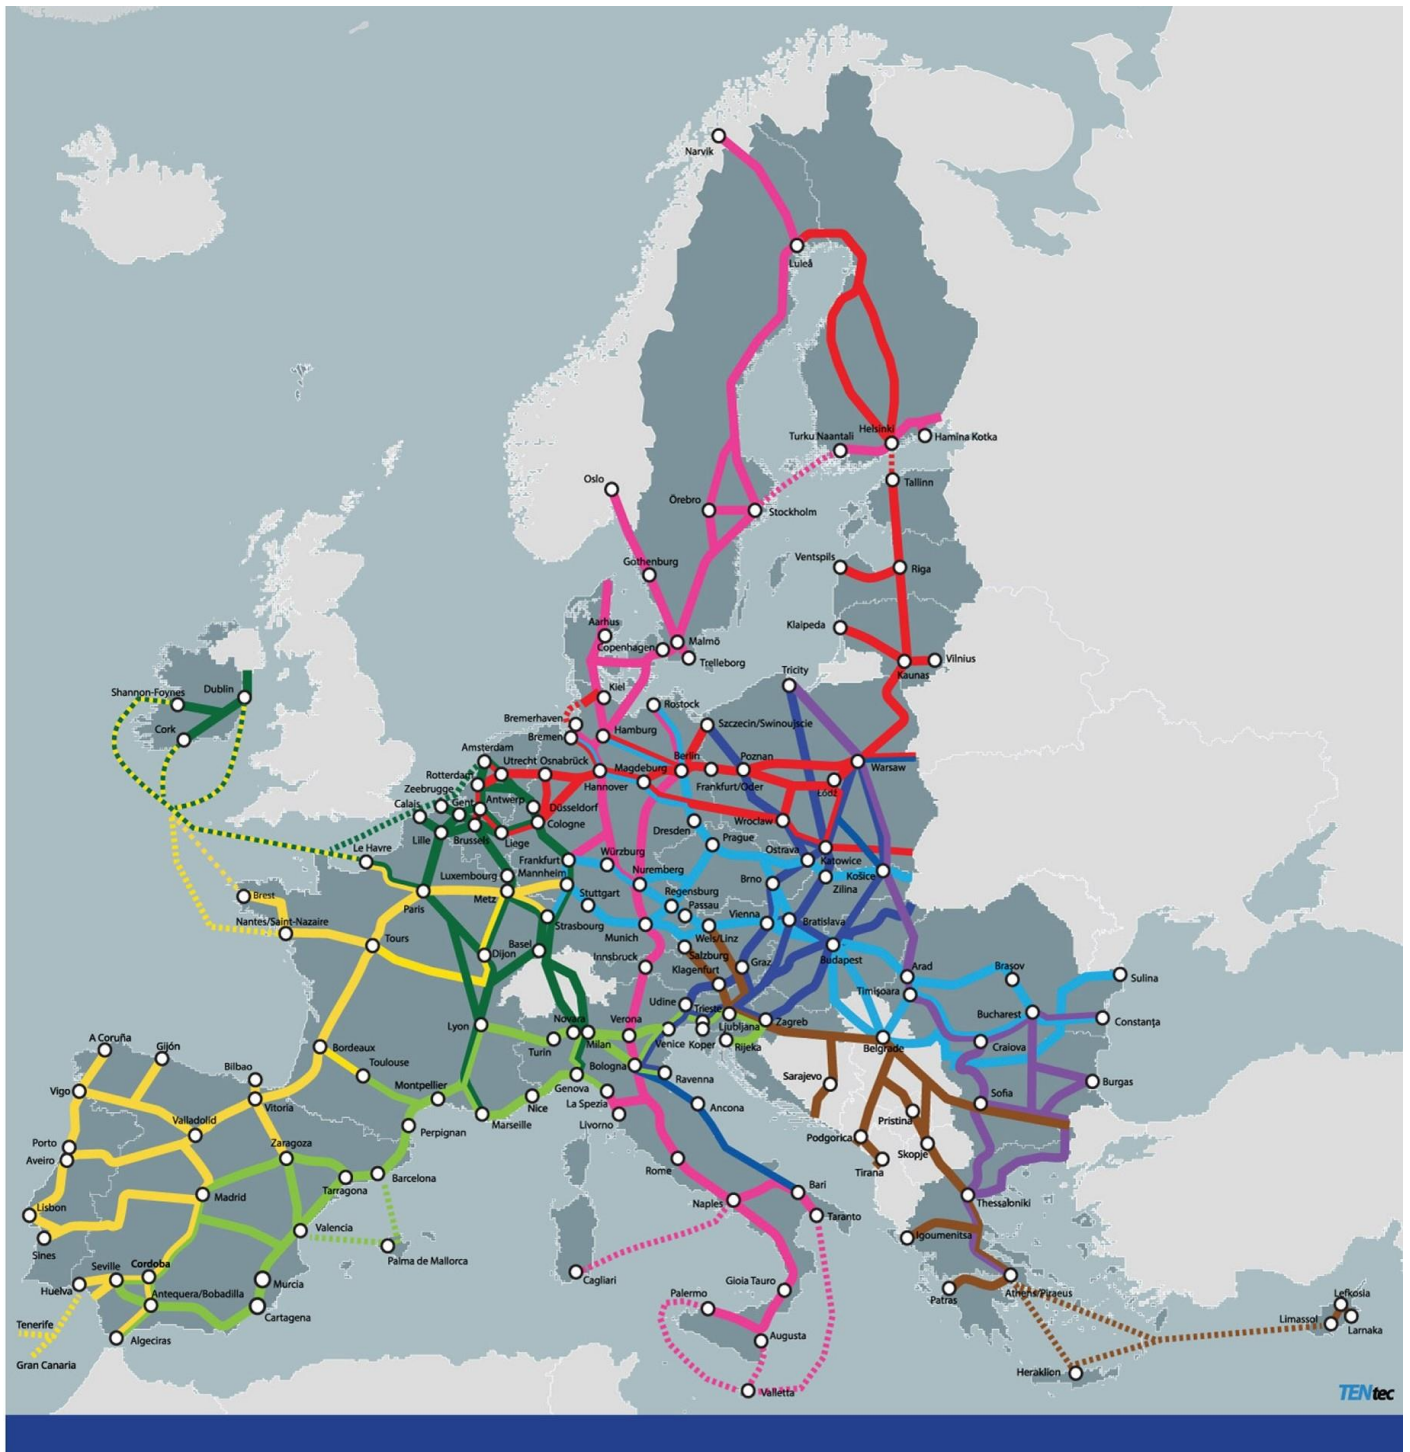 Narvik
Luleå
Helsinki
Turku Naantali
Hamina Kotka
Oslo
Tallinn
Örebro
Stockholm
Ventspils
Riga
Gothenburg
Klaipeda
Aarhus
Malmö
Copenhagen
Trelleborg
Vilnius
Kaunas
Tricity
Shannon-Foynes
Dublin
Kiel
Rostock
Cork
Bremerhaven
Szczecin/Swinoujscie
Bremen
Hamburg
Amsterdam
Utrecht
Osnabrück
Berlin
Poznan
Warsaw
Rotterdam
Magdeburg
Hannover
Frankfurt/Oder
Zeebrugge
Łódź
Calais
Gent
Antwerp
Düsseldorf
Cologne
Wroclaw
Dresden
Lille
Brussels
Liege
Prague
Le Havre
Ostrava
Katowice
Frankfurt
Würzburg
Luxembourg
Mannheim
Nuremberg
Brno
Zilina
Košice
Brest
Paris
Metz
Stuttgart
Regensburg
Passau
Nantes/Saint-Nazaire
Strasbourg
Vienna
Bratislava
Tours
Munich
Wels/Linz
Basel
Dijon
Salzburg
Budapest
Innsbruck
Klagenfurt
Graz
Arad
Brașov
Sulina
Timișoara
Udine
Trieste
Bucharest
Constanța
Lyon
Novara
Verona
Ljubljana
Zagreb
A Coruña
Gijón
Bordeaux
Turin
Milan
Venice
Koper
Rijeka
Belgrade
Craiova
Bilbao
Toulouse
Bologna
Ravenna
Sarajevo
Burgas
Vigo
Montpellier
Genova
Vitoria
Nice
La Spezia
Ancona
Sofia
Valladolid
Marseille
Livorno
Pristina
Porto
Perpignan
Podgorica
Aveiro
Zaragoza
Skopje
Tirana
Rome
Barcelona
Tarragona
Madrid
Bari
Naples
Thessaloniki
Lisbon
Valencia
Taranto
Sines
Igoumenitsa
Palma de Mallorca
Seville
Cordoba
Cagliari
Murcia
Gioia Tauro
Huelva
Antequera/Bobadilla
Palermo
Patras
Athens/Piraeus
Lefkosia
Cartagena
Limassol
Larnaka
Tenerife
Algeciras
Augusta
Gran Canaria
Heraklion
Valletta
TENtec